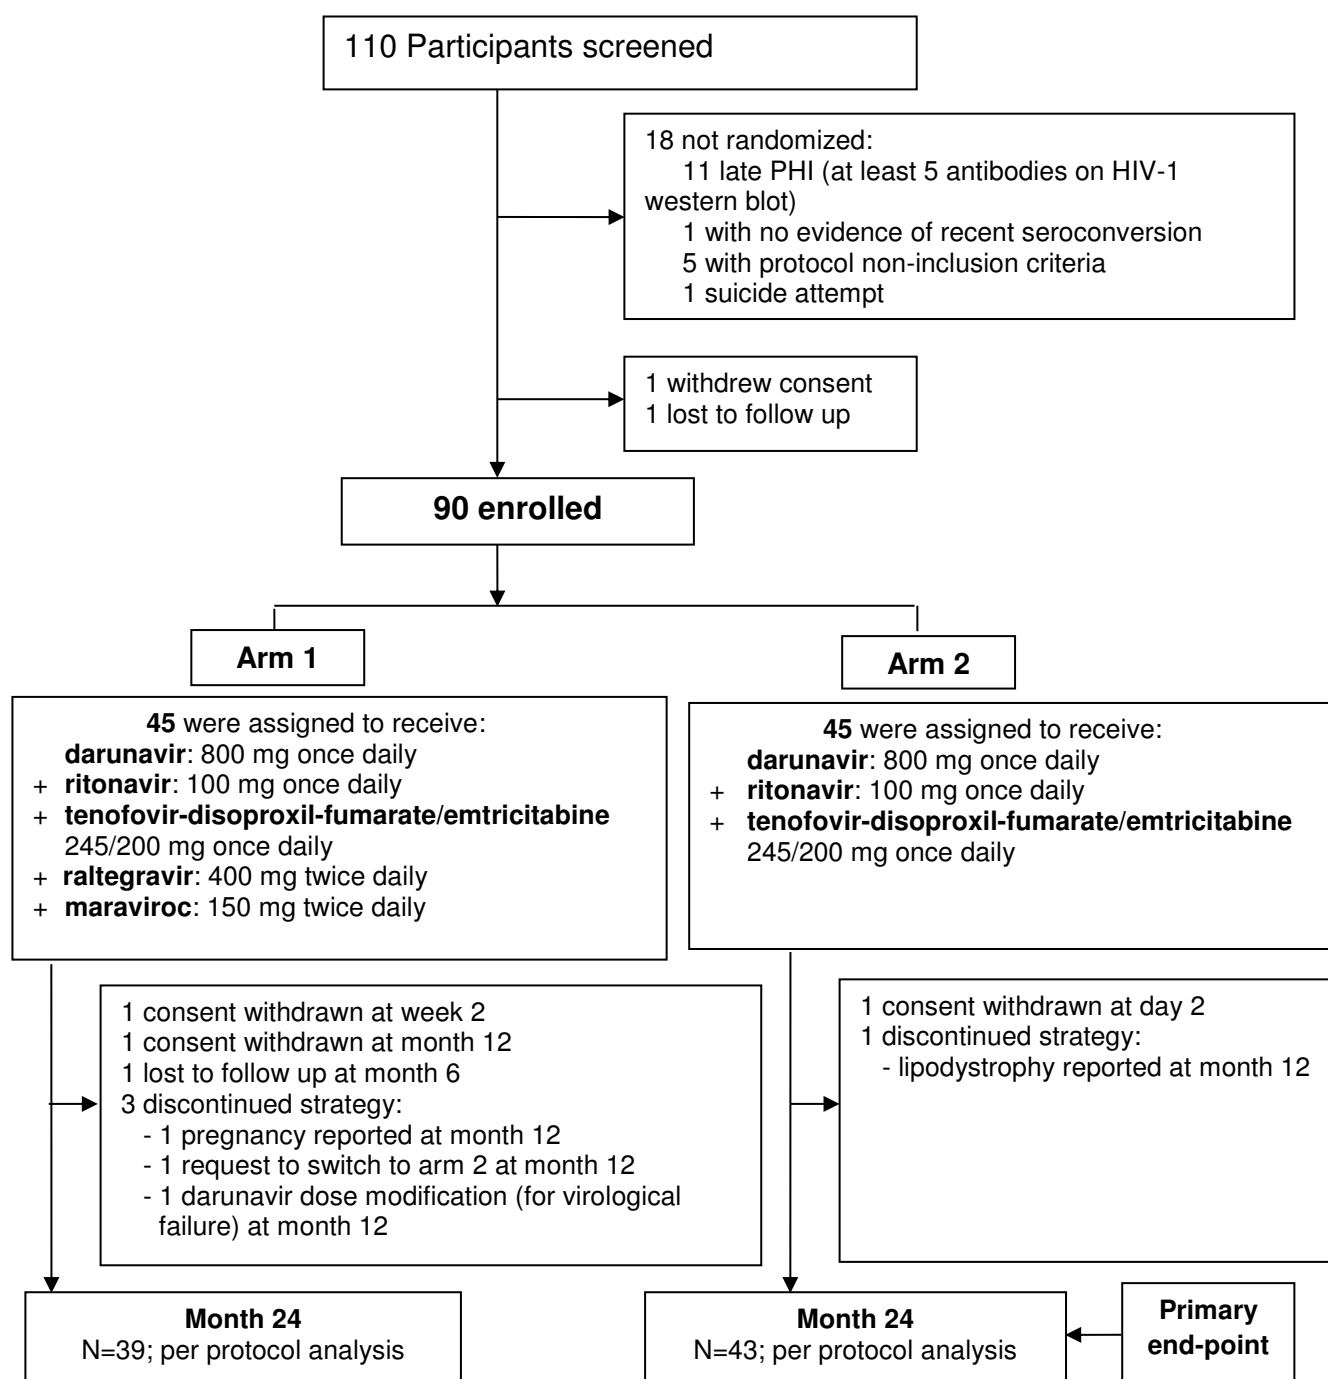 110 Participants screened
18 not randomized:
11 late PHI (at least 5 antibodies on HIV-1
western blot)
1 with no evidence of recent seroconversion
5 with protocol non-inclusion criteria
1 suicide attempt
1 withdrew consent
1 lost to follow up
90 enrolled
Arm 1
45 were assigned to receive:
darunavir: 800 mg once daily
+ ritonavir: 100 mg once daily
+ tenofovir-disoproxil-fumarate/emtricitabine
245/200 mg once daily
+ raltegravir: 400 mg twice daily
+ maraviroc: 150 mg twice daily
Arm 2
45 were assigned to receive:
darunavir: 800 mg once daily
+ ritonavir: 100 mg once daily
+ tenofovir-disoproxil-fumarate/emtricitabine
245/200 mg once daily
1 consent withdrawn at week 2
1 consent withdrawn at month 12
1 lost to follow up at month 6
3 discontinued strategy:
- 1 pregnancy reported at month 12
- 1 request to switch to arm 2 at month 12
- 1 darunavir dose modification (for virological
failure) at month 12
1 consent withdrawn at day 2
1 discontinued strategy:
- lipodystrophy reported at month 12
Month 24
N=39; per protocol analysis
Month 24
N=43; per protocol analysis
Primary
end-point